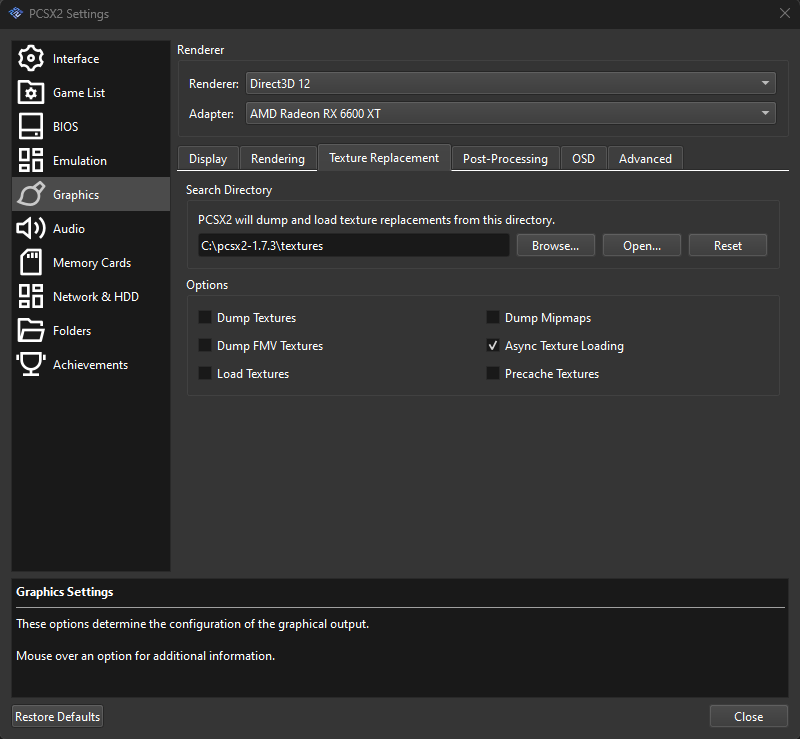 PCSX2 Settings
Interface
Game List
BIOS
Emulation
Graphics
Audio
Memory Cards
Network & HDD
Folders
Achievements
Renderer
Renderer: Direct3D 12
Adapter: AMD Radeon RX 6600 XT
Display Rendering Texture Replacement Post-Processing OSD Advanced
Search Directory
PCSX2 will dump and load texture replacements from this directory.
C:\pcsx2-1.7.3\textures Browse... Open... Reset
Options
Dump Textures Dump Mipmaps
Dump FMV Textures Async Texture Loading
Load Textures Precache Textures
Graphics Settings
These options determine the configuration of the graphical output.
Mouse over an option for additional information.
Restore Defaults Close